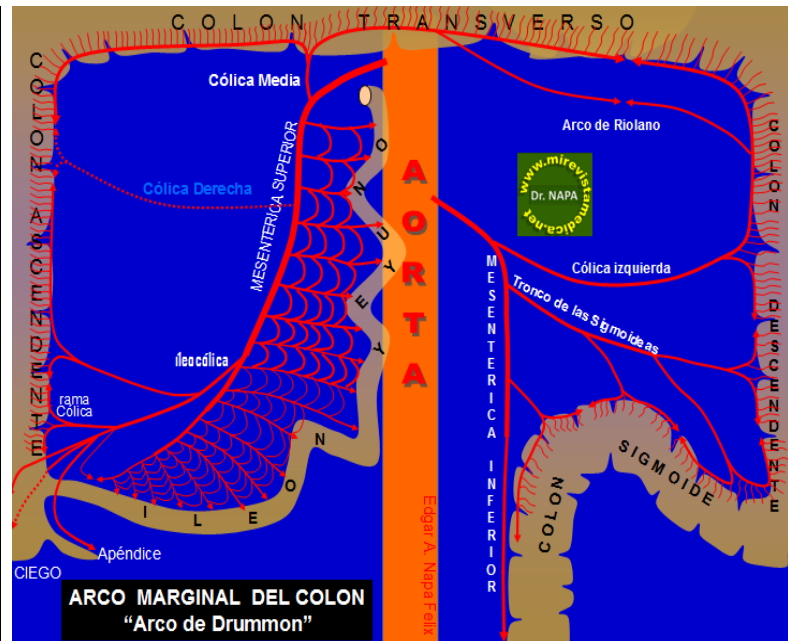 COLON TRANSVERSO
COLON ASCENDENTE
Cólica Media
MESENTERICA SUPERIOR
Cólica Derecha
íleocólica
rama
Cólica
YEYUNO
ILEON
Apéndice
CIEGO
AORTA
Edgar A. Napa Felix
Arco de Riolano
www.mirevistamedica.net
Dr. NAPA
Cólica izquierda
Tronco de las Sigmoideas
MESENTERICA INFERIOR
COLON DESCENDENTE
COLON SIGMOIDE
ARCO MARGINAL DEL COLON
“Arco de Drummon”